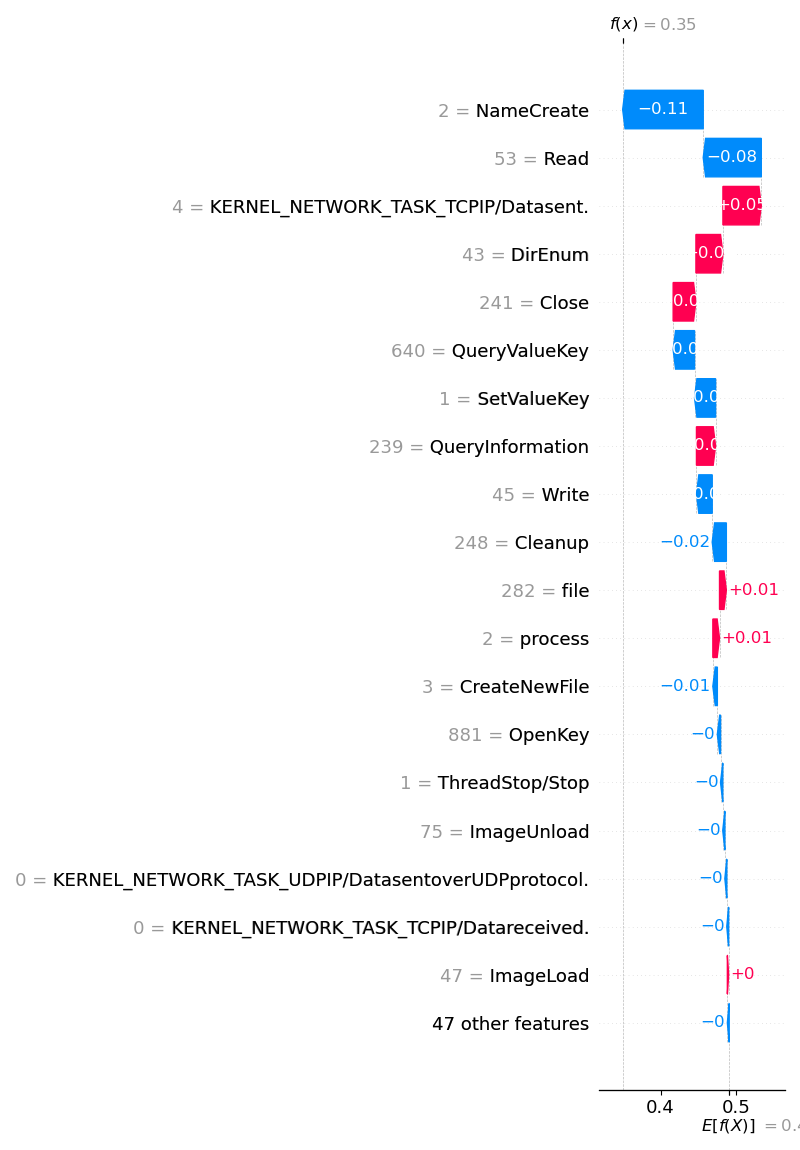 f(x) = 0.35
2 = NameCreate −0.11
53 = Read −0.08
4 = KERNEL_NETWORK_TASK_TCPIP/Datasent. +0.05
43 = DirEnum
241 = Close
640 = QueryValueKey
1 = SetValueKey
239 = QueryInformation
45 = Write
248 = Cleanup −0.02
282 = file +0.01
2 = process +0.01
3 = CreateNewFile −0.01
881 = OpenKey −0
1 = ThreadStop/Stop −0
75 = ImageUnload −0
0 = KERNEL_NETWORK_TASK_UDPIP/DatasentoverUDPprotocol. −0
0 = KERNEL_NETWORK_TASK_TCPIP/Datareceived. −0
47 = ImageLoad +0
47 other features −0
0.4 0.5
E[f(X)] =